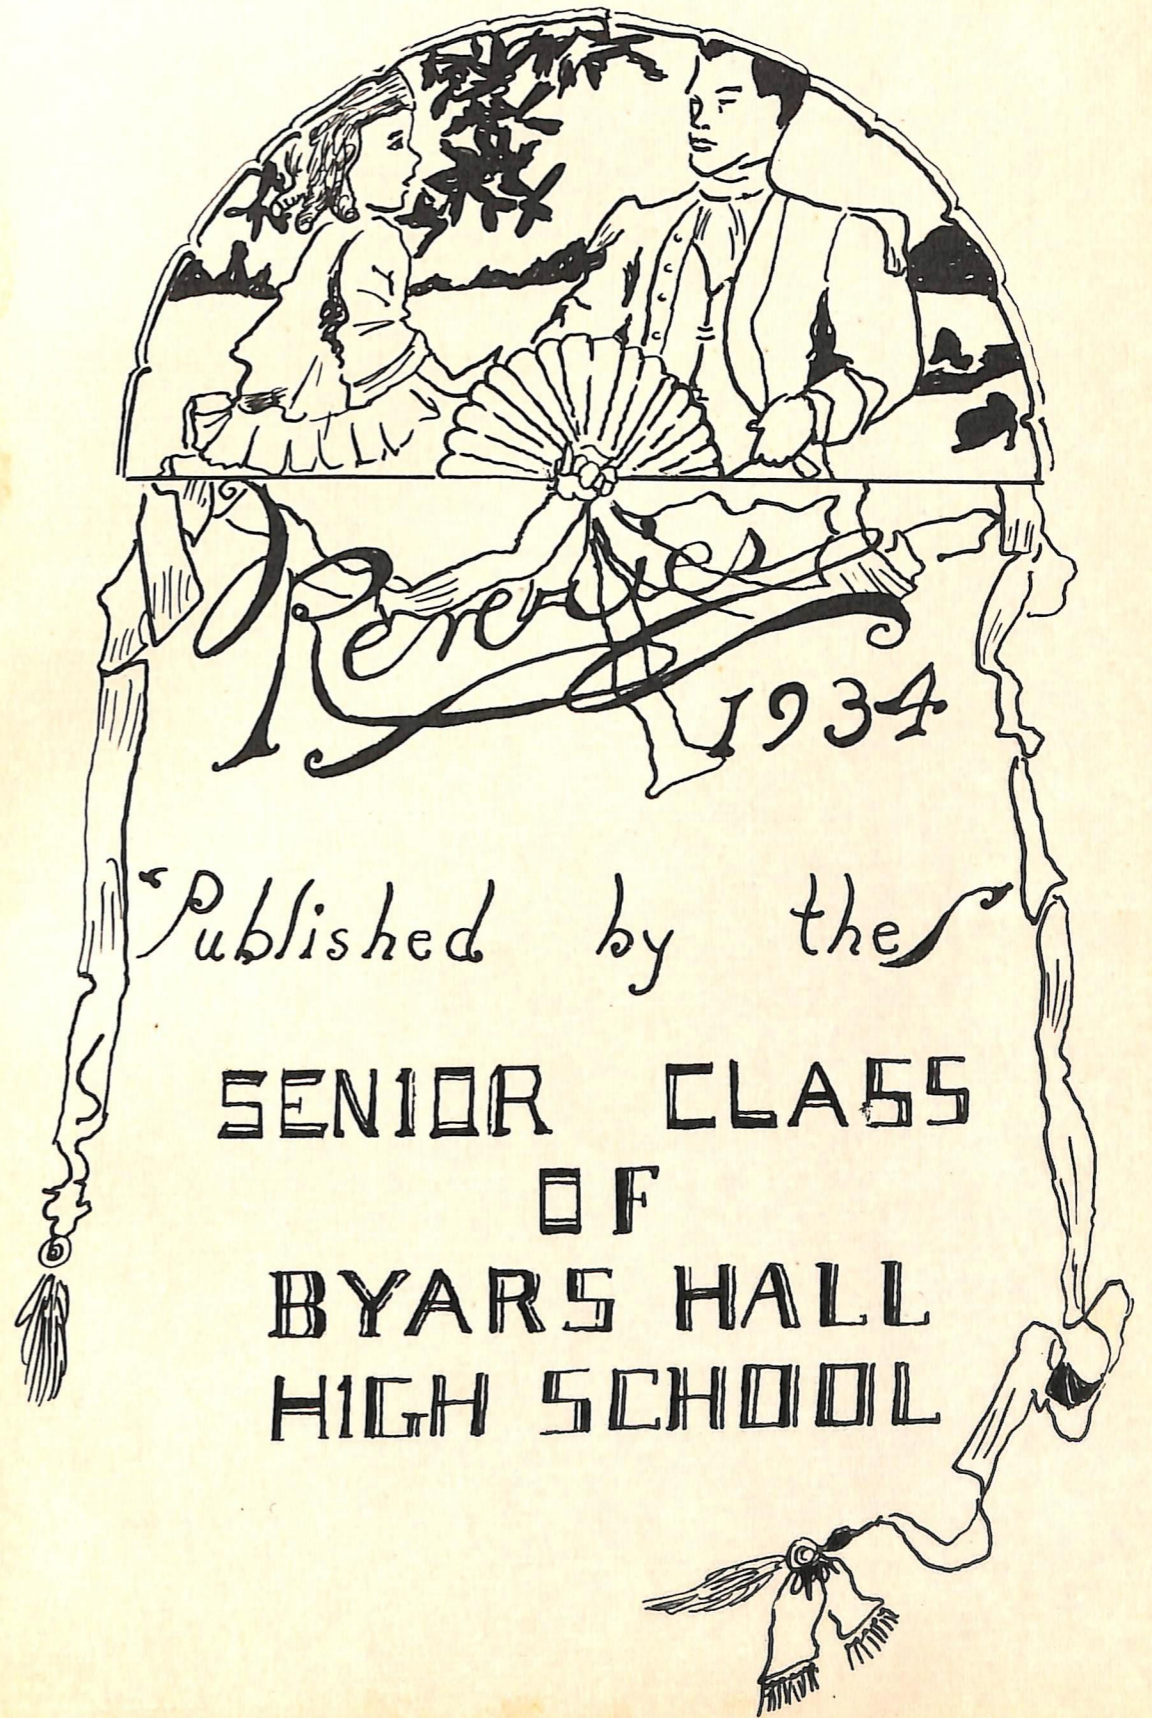 Reveries
1934
Published by the
SENIOR CLASS
OF
BYARS HALL
HIGH SCHOOL